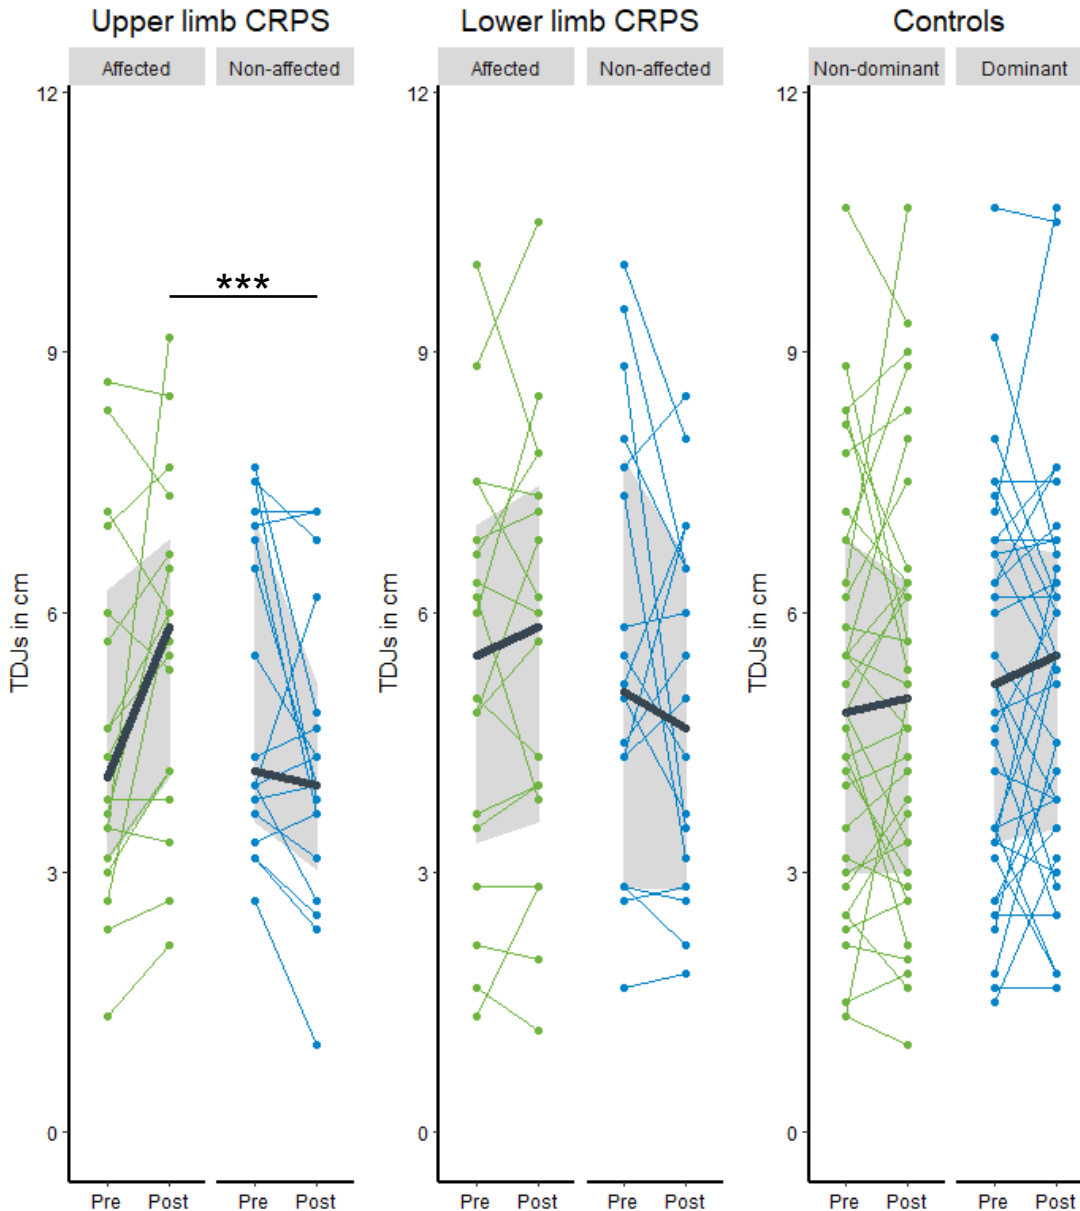 Upper limb CRPS
Affected
Non-affected
TDJs in cm
12
9
6
3
0
***
Pre
Post
Pre
Post
Lower limb CRPS
Affected
Non-affected
TDJs in cm
12
9
6
3
0
Pre
Post
Pre
Post
Controls
Non-dominant
Dominant
TDJs in cm
12
9
6
3
0
Pre
Post
Pre
Post